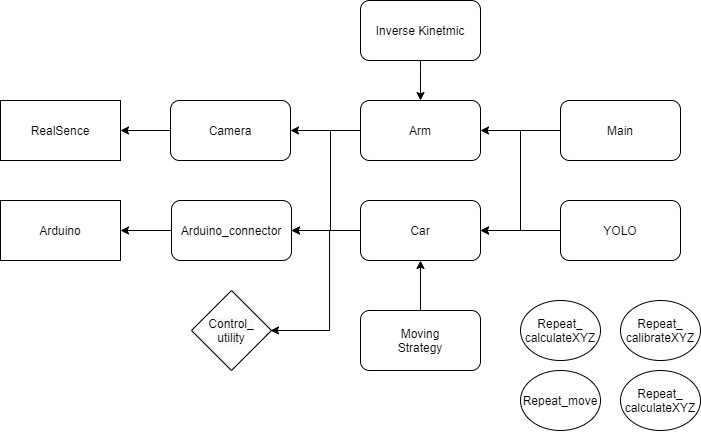 Inverse Kinetmic
RealSence
Camera
Arm
Main
Arduino
Arduino_connector
Car
YOLO
Control_
utility
Moving
Strategy
Repeat_
calculateXYZ
Repeat_
calibrateXYZ
Repeat_move
Repeat_
calculateXYZ